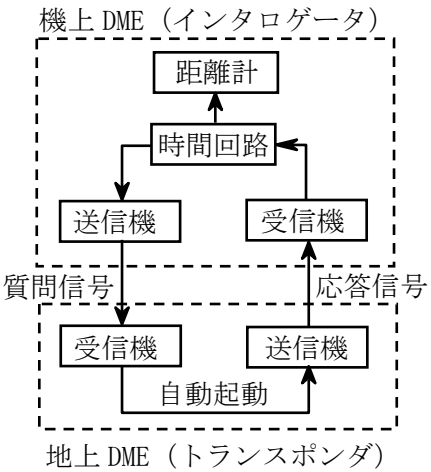 機上 DME（インタロゲータ）
距離計
時間回路
送信機
受信機
質問信号
応答信号
受信機
送信機
自動起動
地上 DME（トランスポンダ）